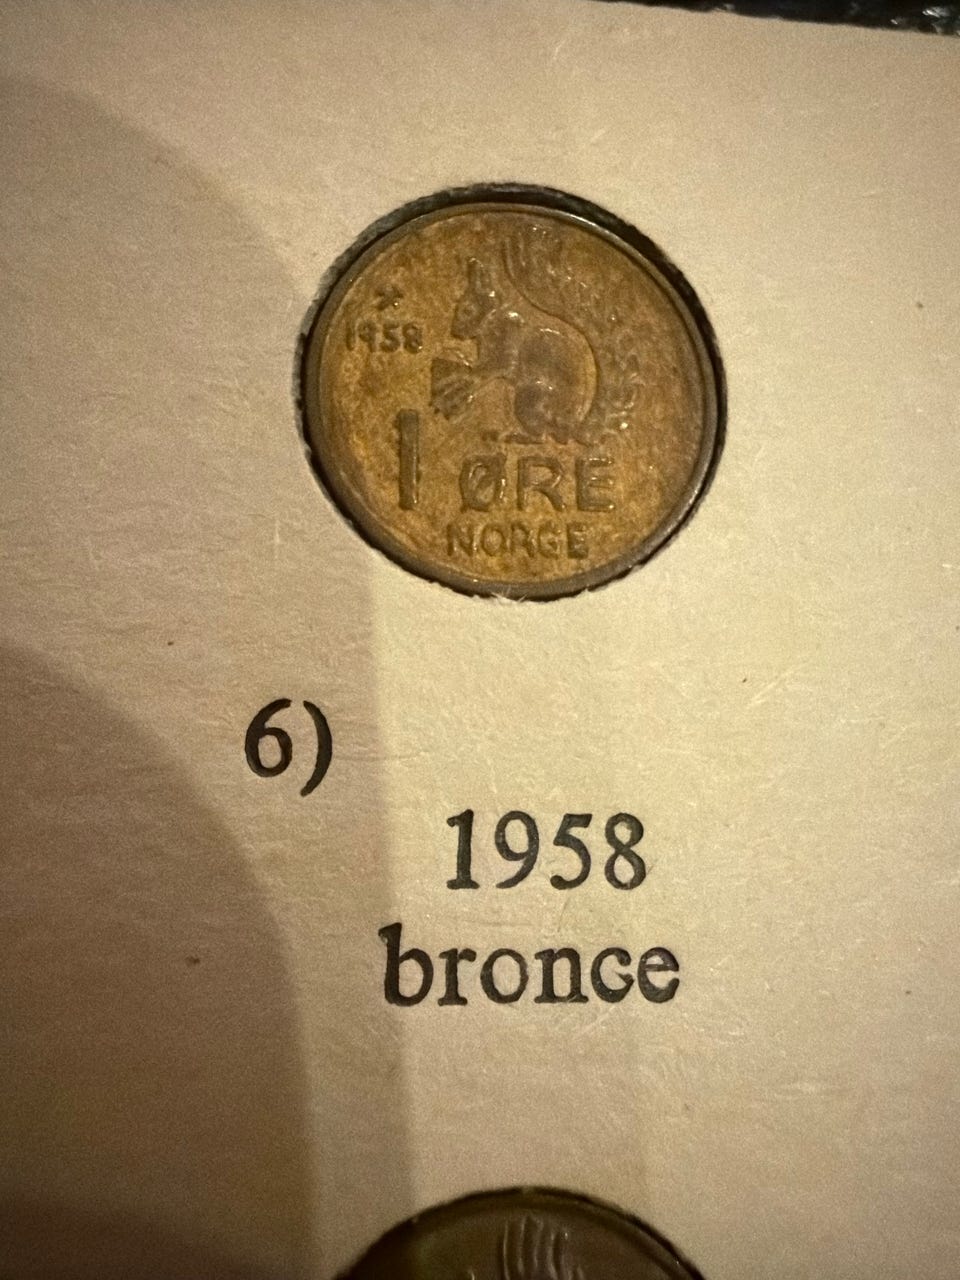 1958
1 ØRE
NORGE
6)
1958
bronce